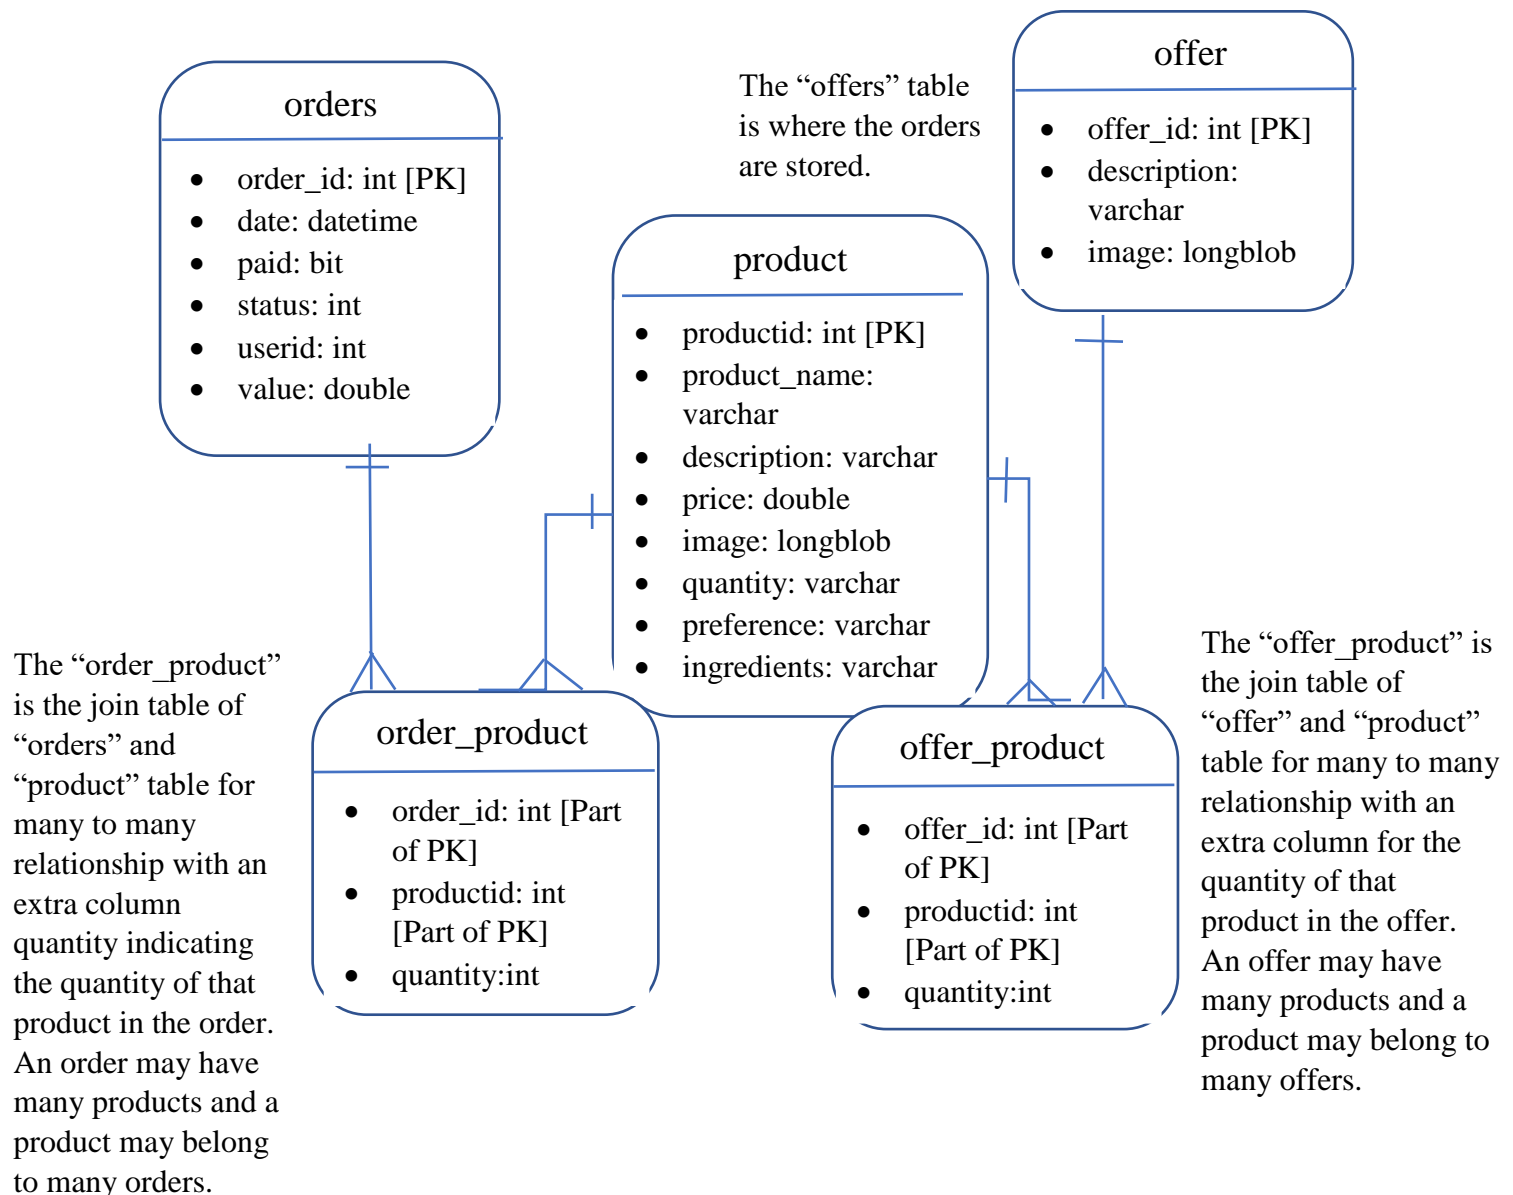 orders
• order_id: int [PK]
• date: datetime
• paid: bit
• status: int
• userid: int
• value: double
The “offers” table
is where the orders
are stored.
offer
• offer_id: int [PK]
• description:
varchar
• image: longblob
product
• productid: int [PK]
• product_name:
varchar
• description: varchar
• price: double
• image: longblob
• quantity: varchar
• preference: varchar
• ingredients: varchar
The “order_product”
is the join table of
“orders” and
“product” table for
many to many
relationship with an
extra column
quantity indicating
the quantity of that
product in the order.
An order may have
many products and a
product may belong
to many orders.
order_product
• order_id: int [Part
of PK]
• productid: int
[Part of PK]
• quantity:int
offer_product
• offer_id: int [Part
of PK]
• productid: int
[Part of PK]
• quantity:int
The “offer_product” is
the join table of
“offer” and “product”
table for many to many
relationship with an
extra column for the
quantity of that
product in the offer.
An offer may have
many products and a
product may belong to
many offers.